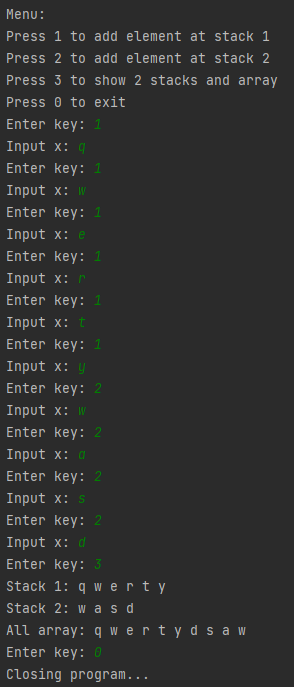 Menu:
Press 1 to add element at stack 1
Press 2 to add element at stack 2
Press 3 to show 2 stacks and array
Press 0 to exit
Enter key: 1
Input x: q
Enter key: 1
Input x: w
Enter key: 1
Input x: e
Enter key: 1
Input x: r
Enter key: 1
Input x: t
Enter key: 1
Input x: y
Enter key: 2
Input x: w
Enter key: 2
Input x: a
Enter key: 2
Input x: s
Enter key: 2
Input x: d
Enter key: 3
Stack 1: q w e r t y
Stack 2: w a s d
All array: q w e r t y d s a w
Enter key: 0
Closing program...